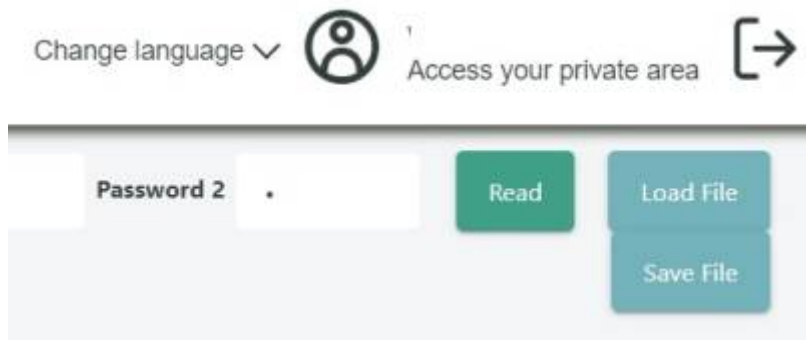 Change language
Access your private area
Password 2 Read Load File
Save File